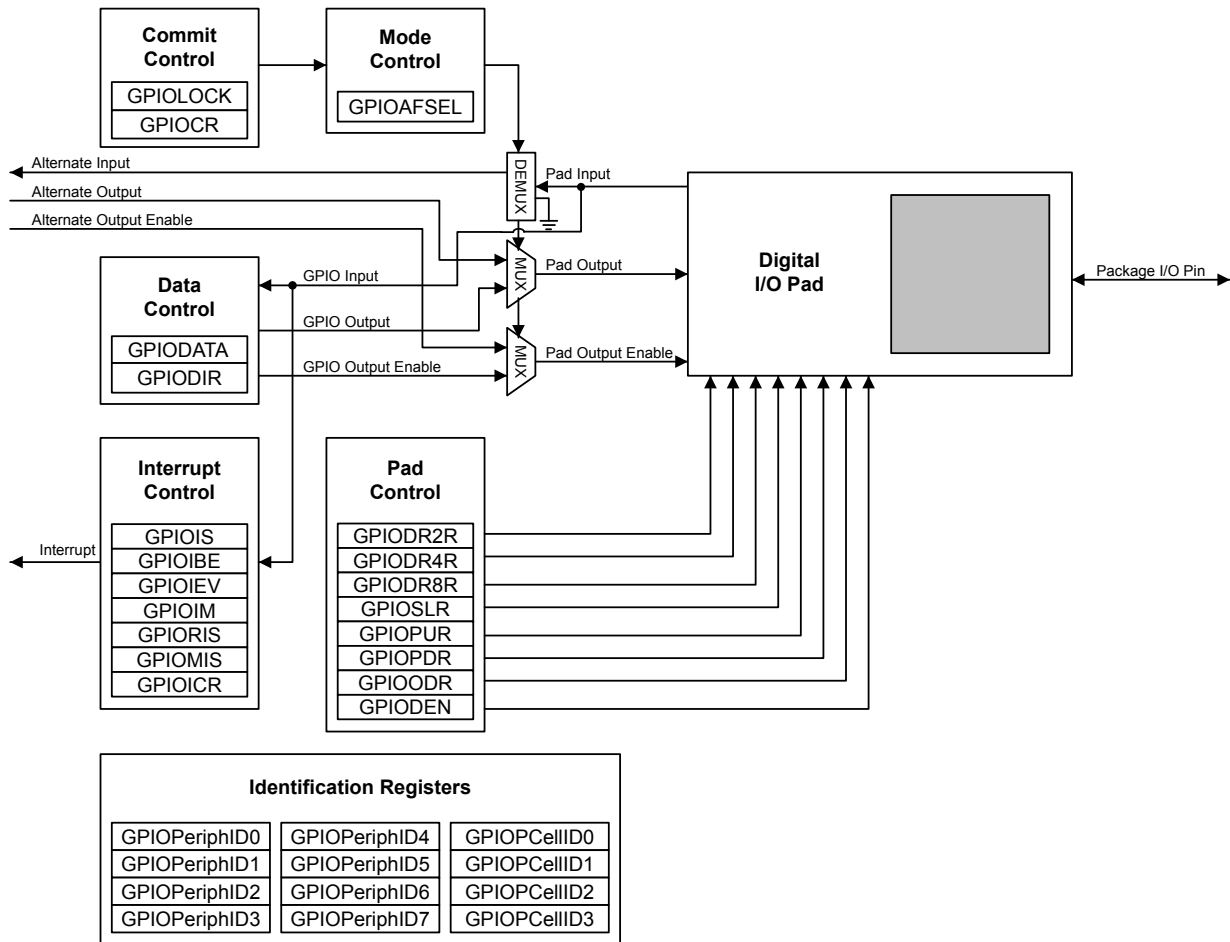 Commit
Control
GPIOLOCK
GPIOCR
Mode
Control
GPIOAFSEL
Alternate Input
Alternate Output
Alternate Output Enable
DEMUX
Pad Input
MUX
Pad Output
MUX
Pad Output Enable
Digital
I/O Pad
Package I/O Pin
Data
Control
GPIODATA
GPIODIR
GPIO Input
GPIO Output
GPIO Output Enable
Interrupt
Control
GPIOIS
GPIOIBE
GPIOIEV
GPIOIM
GPIORIS
GPIOMIS
GPIOICR
Interrupt
Pad
Control
GPIODR2R
GPIODR4R
GPIODR8R
GPIOSLR
GPIOPUR
GPIOPDR
GPIOODR
GPIODEN
Identification Registers
GPIOPeriphID0
GPIOPeriphID1
GPIOPeriphID2
GPIOPeriphID3
GPIOPeriphID4
GPIOPeriphID5
GPIOPeriphID6
GPIOPeriphID7
GPIOPCellID0
GPIOPCellID1
GPIOPCellID2
GPIOPCellID3